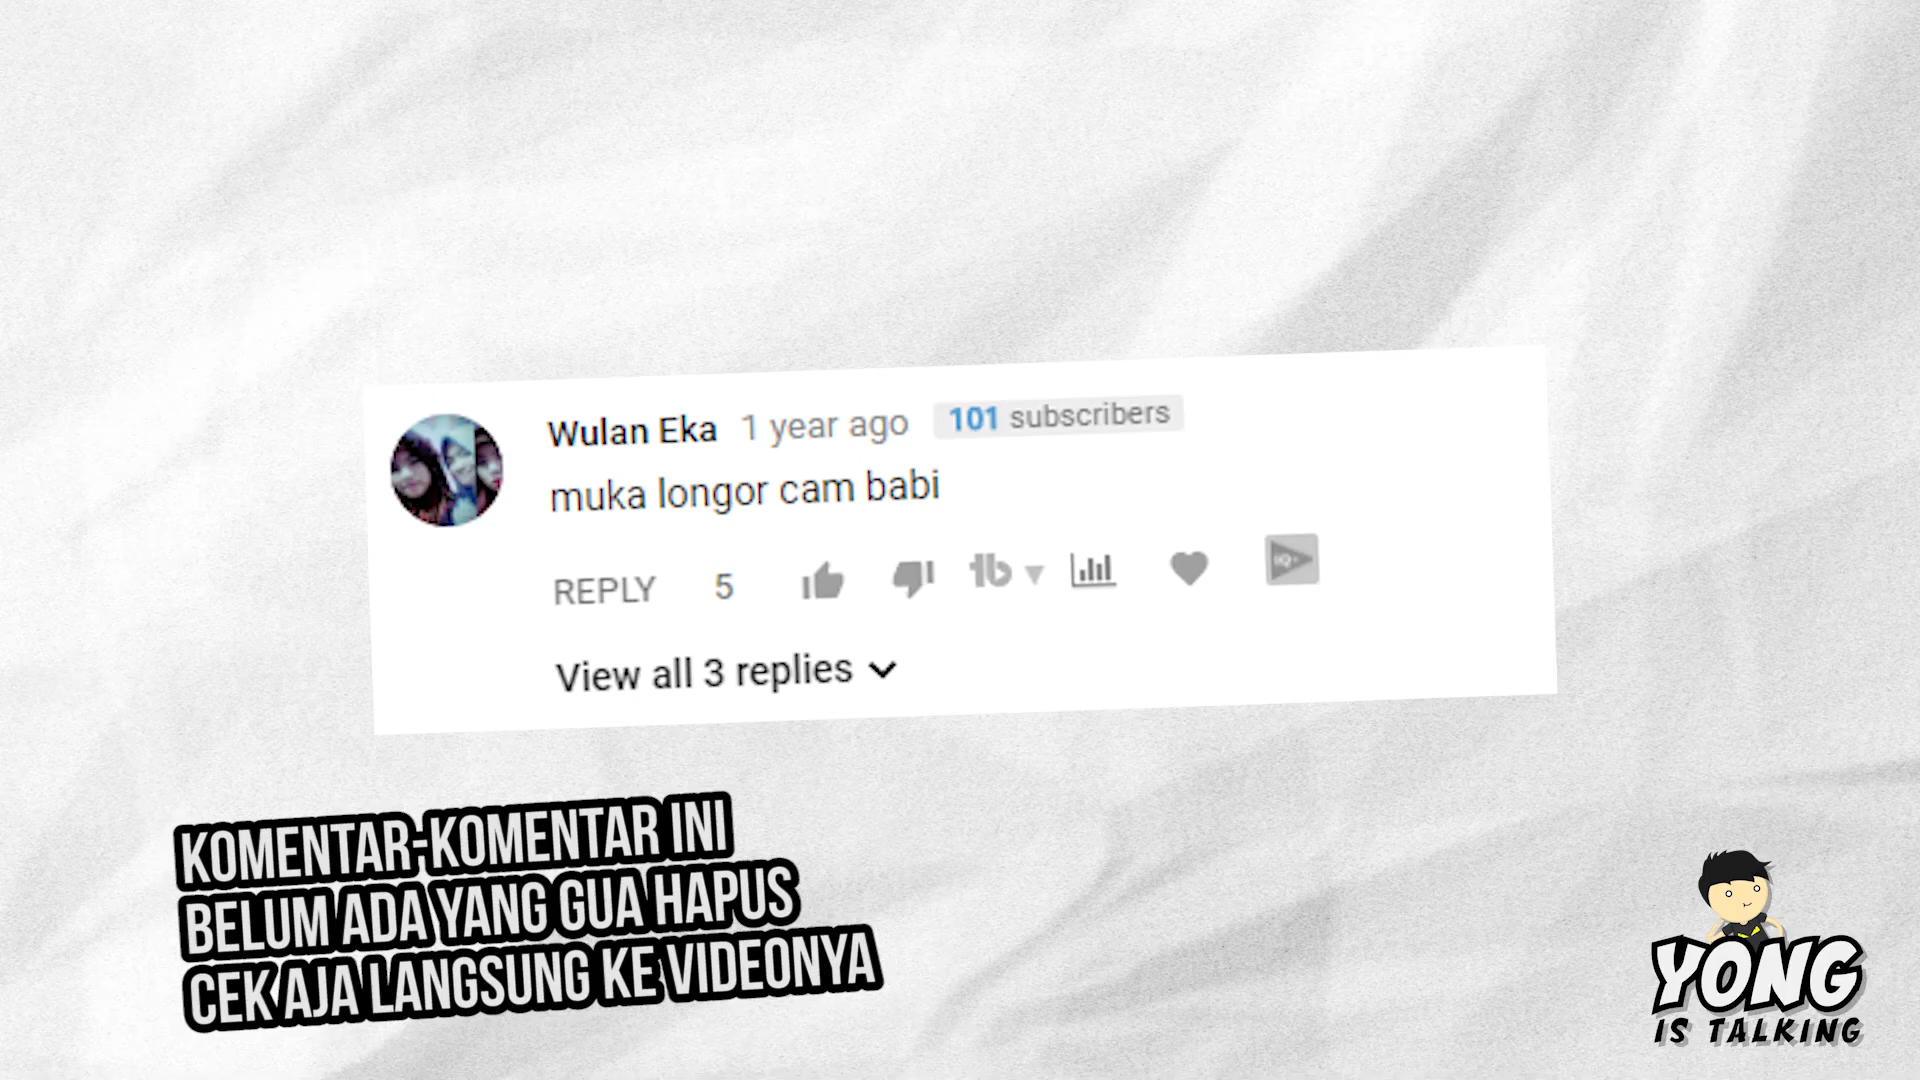 Wulan Eka 1 year ago 101 subscribers
muka longor cam babi
REPLY 5
View all 3 replies
KOMENTAR-KOMENTAR INI
BELUM ADA YANG GUA HAPUS
CEK AJA LANGSUNG KE VIDEONYA
YONG
IS TALKING